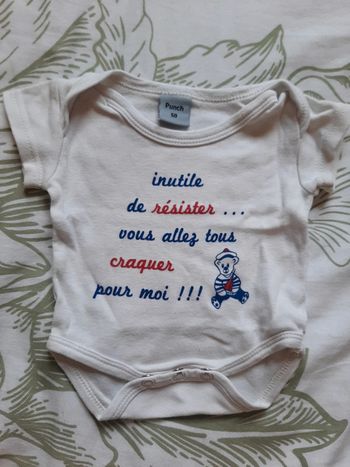 Punch
50
inutile
de résister ...
vous allez tous
craquer
pour moi !!!